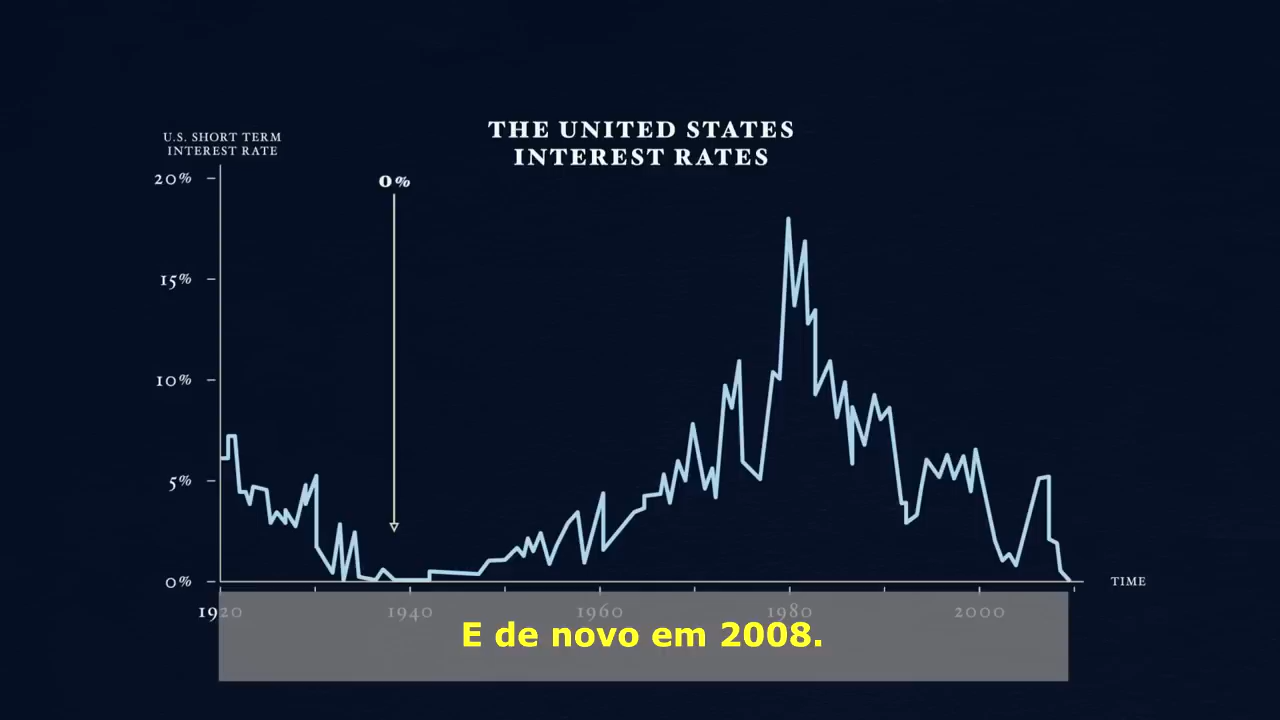 THE UNITED STATES
INTEREST RATES
U.S. SHORT TERM
INTEREST RATE
20%
0%
15%
10%
5%
0%
TIME
1920 1940 1960 1980 2000
E de novo em 2008.